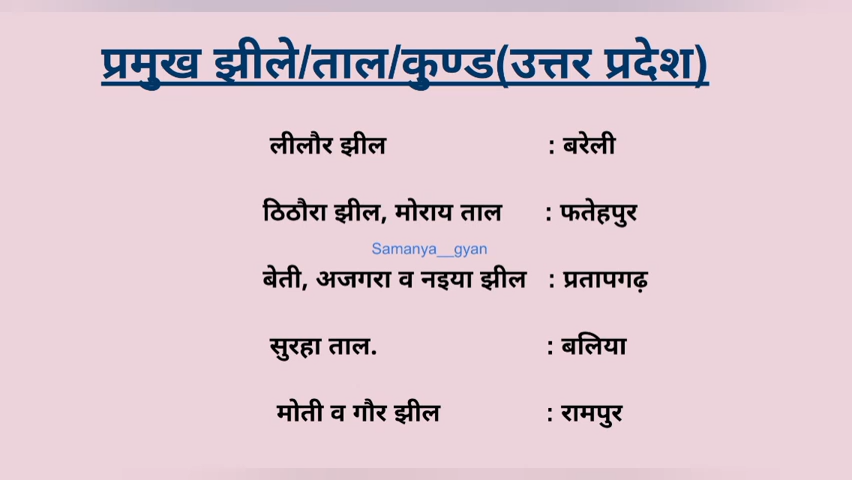 प्रमुख झीले/ताल/कुण्ड(उत्तर प्रदेश)
लीलौर झील : बरेली
ठिठौरा झील, मोराय ताल : फतेहपुर
Samanya__gyan
बेती, अजगरा व नइया झील : प्रतापगढ़
सुरहा ताल. : बलिया
मोती व गौर झील : रामपुर